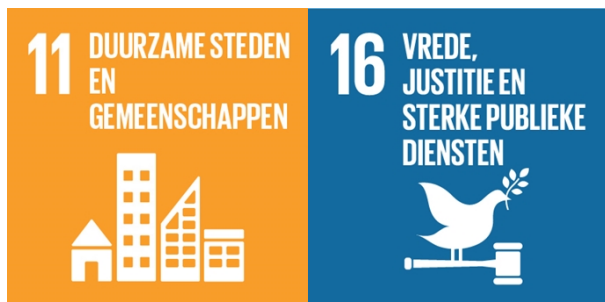 11 DUURZAME STEDEN
EN
GEMEENSCHAPPEN
16 VREDE,
JUSTITIE EN
STERKE PUBLIEKE
DIENSTEN